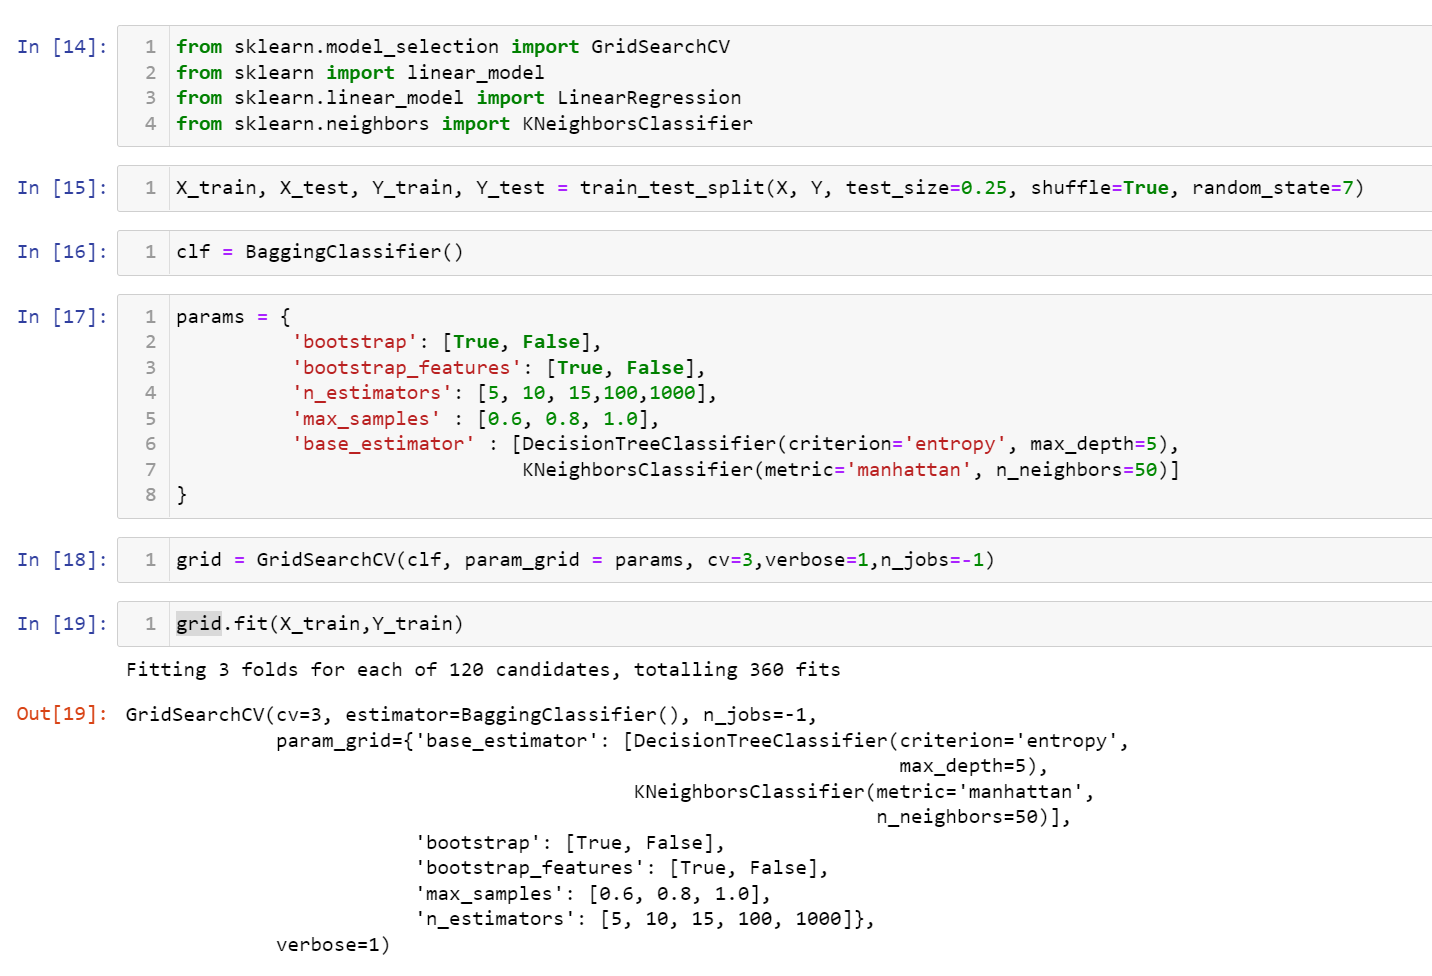 In [14]:
1 from sklearn.model_selection import GridSearchCV
2 from sklearn import linear_model
3 from sklearn.linear_model import LinearRegression
4 from sklearn.neighbors import KNeighborsClassifier
In [15]:
1 X_train, X_test, Y_train, Y_test = train_test_split(X, Y, test_size=0.25, shuffle=True, random_state=7)
In [16]:
1 clf = BaggingClassifier()
In [17]:
1 params = {
2           'bootstrap': [True, False],
3           'bootstrap_features': [True, False],
4           'n_estimators': [5, 10, 15,100,1000],
5           'max_samples' : [0.6, 0.8, 1.0],
6           'base_estimator' : [DecisionTreeClassifier(criterion='entropy', max_depth=5),
7                               KNeighborsClassifier(metric='manhattan', n_neighbors=50)]
8 }
In [18]:
1 grid = GridSearchCV(clf, param_grid = params, cv=3,verbose=1,n_jobs=-1)
In [19]:
1 grid.fit(X_train,Y_train)
Fitting 3 folds for each of 120 candidates, totalling 360 fits
Out[19]: GridSearchCV(cv=3, estimator=BaggingClassifier(), n_jobs=-1,
             param_grid={'base_estimator': [DecisionTreeClassifier(criterion='entropy',
                                                                   max_depth=5),
                                            KNeighborsClassifier(metric='manhattan',
                                                                 n_neighbors=50)],
                         'bootstrap': [True, False],
                         'bootstrap_features': [True, False],
                         'max_samples': [0.6, 0.8, 1.0],
                         'n_estimators': [5, 10, 15, 100, 1000]},
             verbose=1)